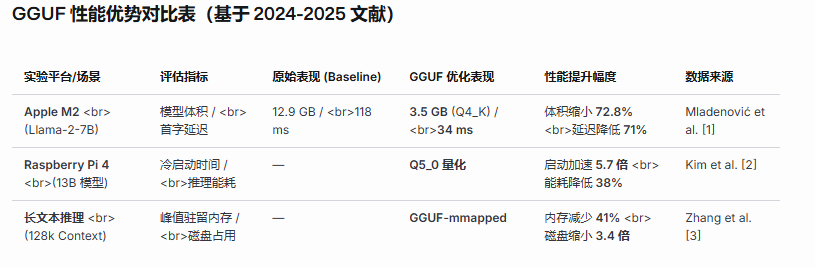 GGUF 性能优势对比表（基于 2024-2025 文献）
实验平台/场景 评估指标 原始表现 (Baseline) GGUF 优化表现 性能提升幅度 数据来源
Apple M2 <br> 模型体积 / <br> 12.9 GB / <br>118 3.5 GB (Q4_K) / 体积缩小 72.8% Mladenović et
(Llama-2-7B) 首字延迟 ms <br>34 ms <br>延迟降低 71% al. [1]
Raspberry Pi 4 冷启动时间 / — Q5_0 量化 启动加速 5.7 倍 <br> Kim et al. [2]
<br>(13B 模型) <br>推理能耗 能耗降低 38%
长文本推理 <br> 峰值驻留内存 / — GGUF-mmapped 内存减少 41% <br> Zhang et al.
(128k Context) <br>磁盘占用 磁盘缩小 3.4 倍 [3]